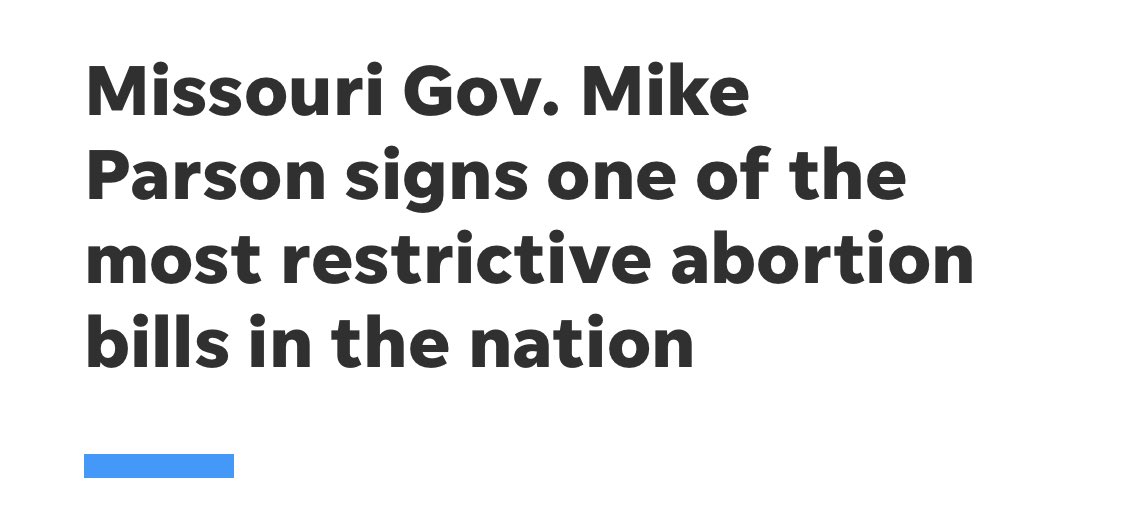 Missouri Gov. Mike
Parson signs one of the
most restrictive abortion
bills in the nation